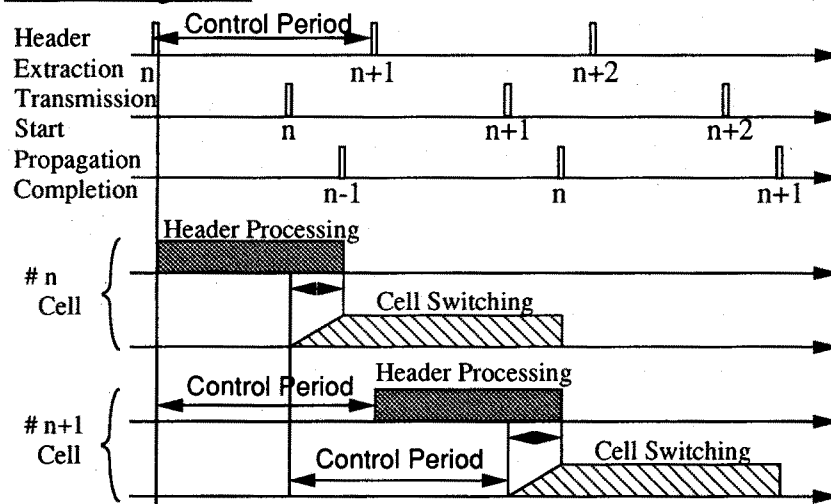 Header
Extraction
Control Period
n
n+1
n+2
Transmission
Start
n
n+1
n+2
Propagation
Completion
n-1
n
n+1
Header Processing
# n
Cell
Cell Switching
Control Period
Header Processing
# n+1
Cell
Control Period
Cell Switching